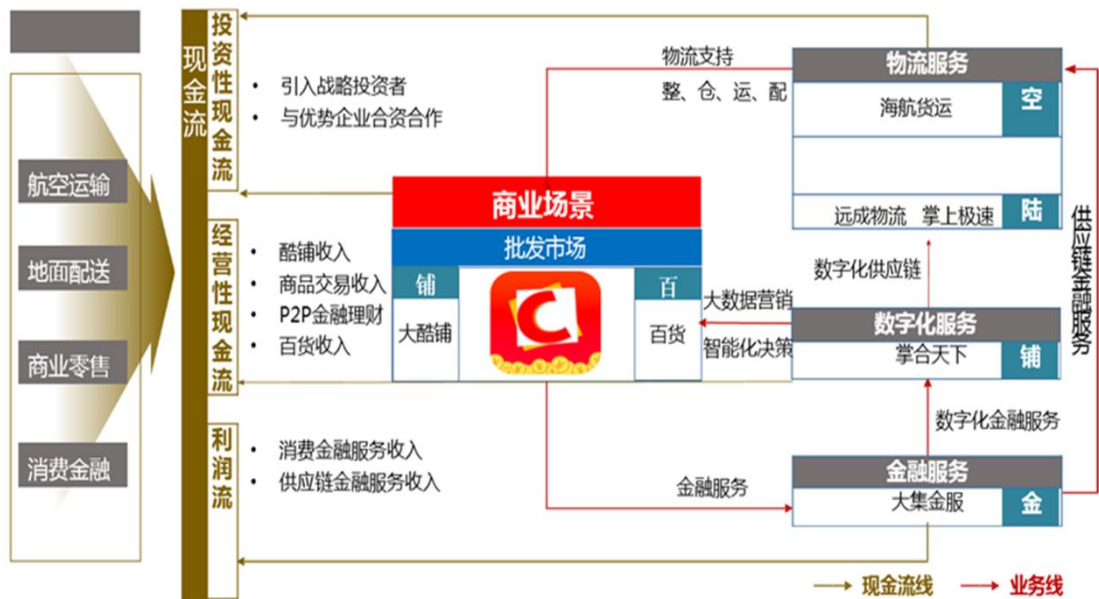 航空运输
地面配送
商业零售
消费金融
现金流
投资性现金流
• 引入战略投资者
• 与优势企业合资合作
经营性现金流
• 酷铺收入
• 商品交易收入
• P2P金融理财
• 百货收入
利润流
• 消费金融服务收入
• 供应链金融服务收入
商业场景
批发市场
铺
大酷铺
C
百
百货
物流支持
整、仓、运、配
物流服务
海航货运
空
远成物流 掌上极速
陆
数字化供应链
大数据营销
智能化决策
数字化服务
掌合天下
铺
数字化金融服务
金融服务
金融服务
大集金服
金
供应链金融服务
现金流线
业务线